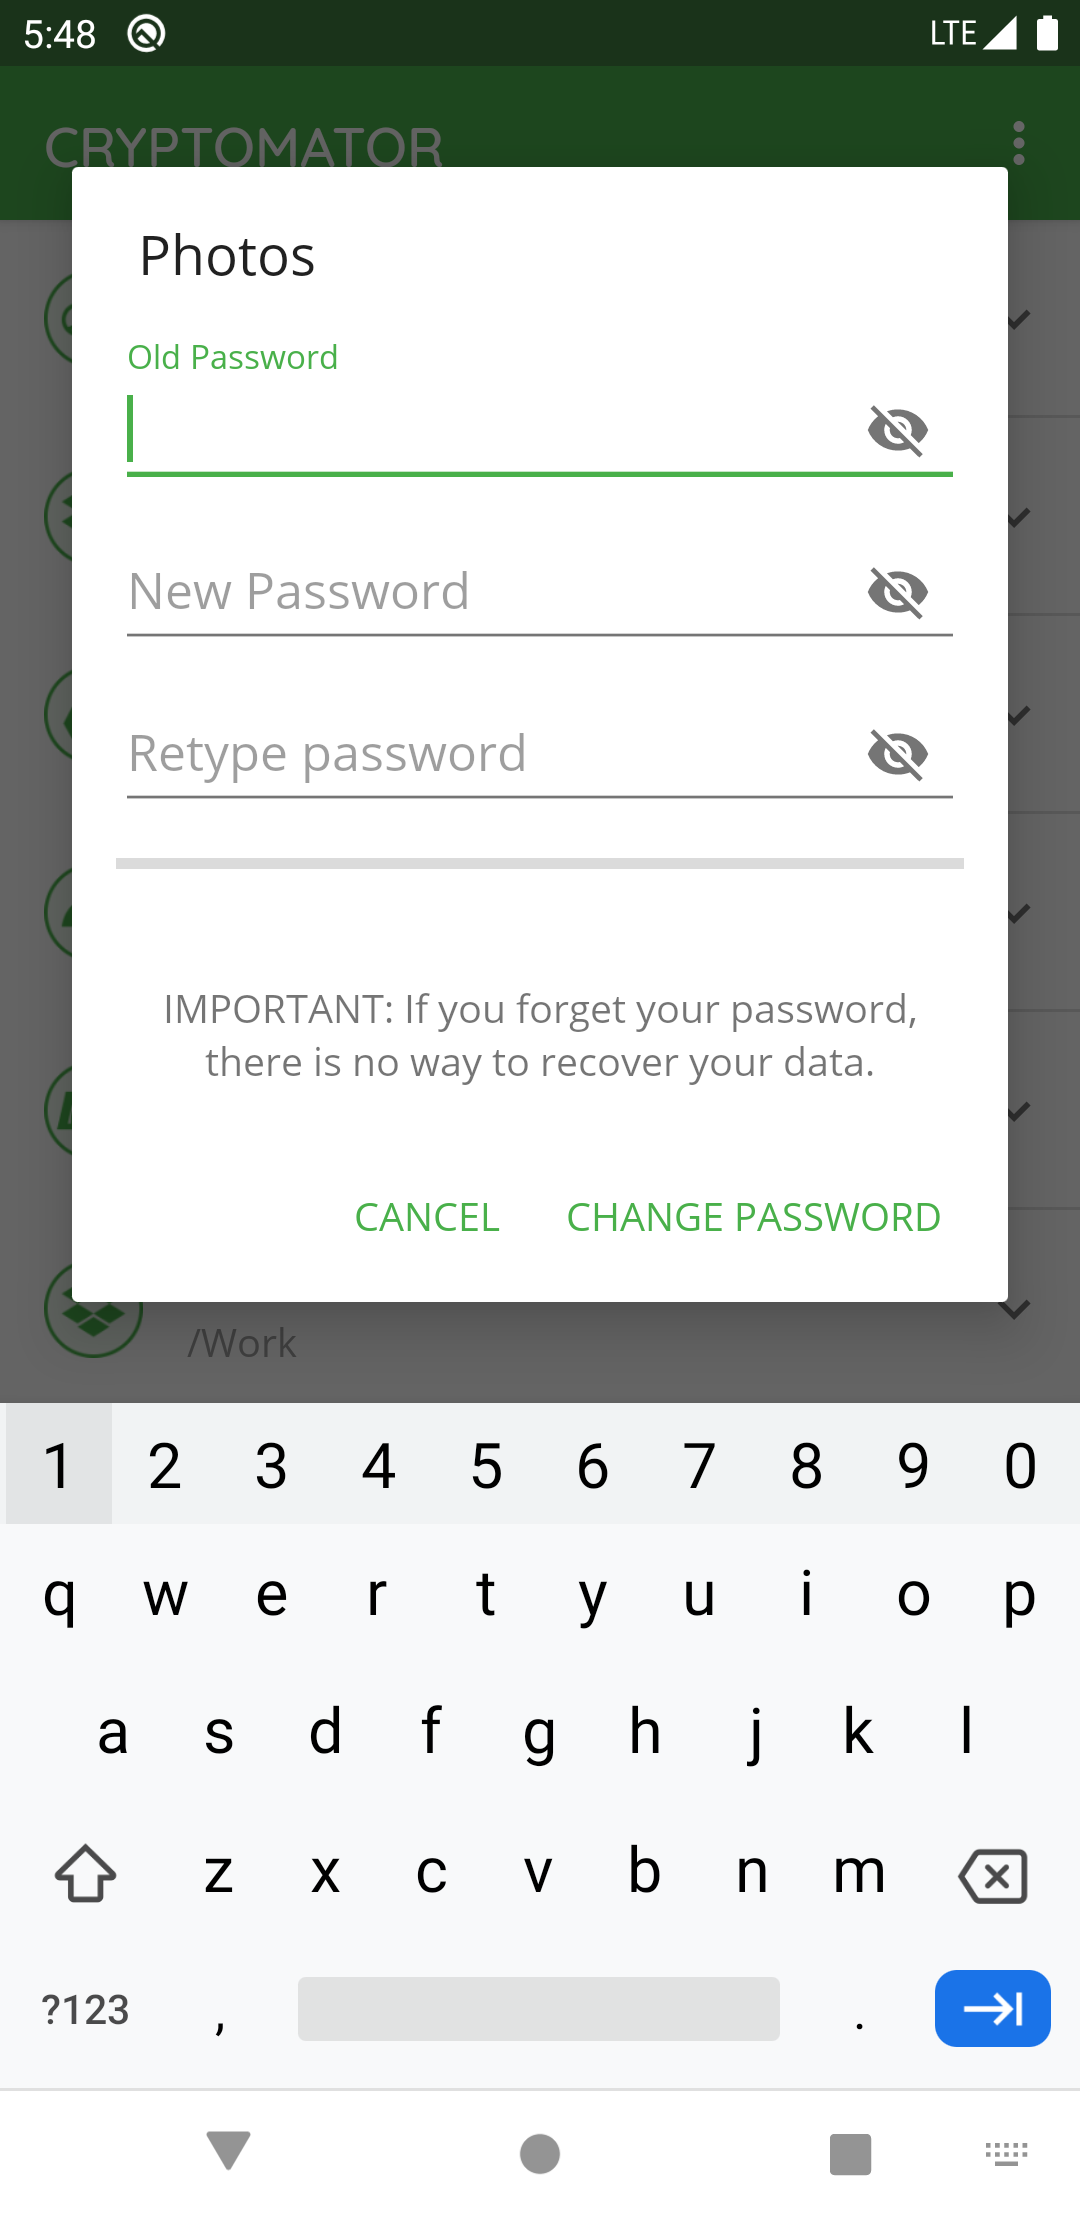 5:48
LTE
CRYPTOMATOR
Photos
Old Password
New Password
Retype password
IMPORTANT: If you forget your password,
there is no way to recover your data.
CANCEL CHANGE PASSWORD
/Work
1 2 3 4 5 6 7 8 9 0
q w e r t y u i o p
a s d f g h j k l
z x c v b n m
?123 , .